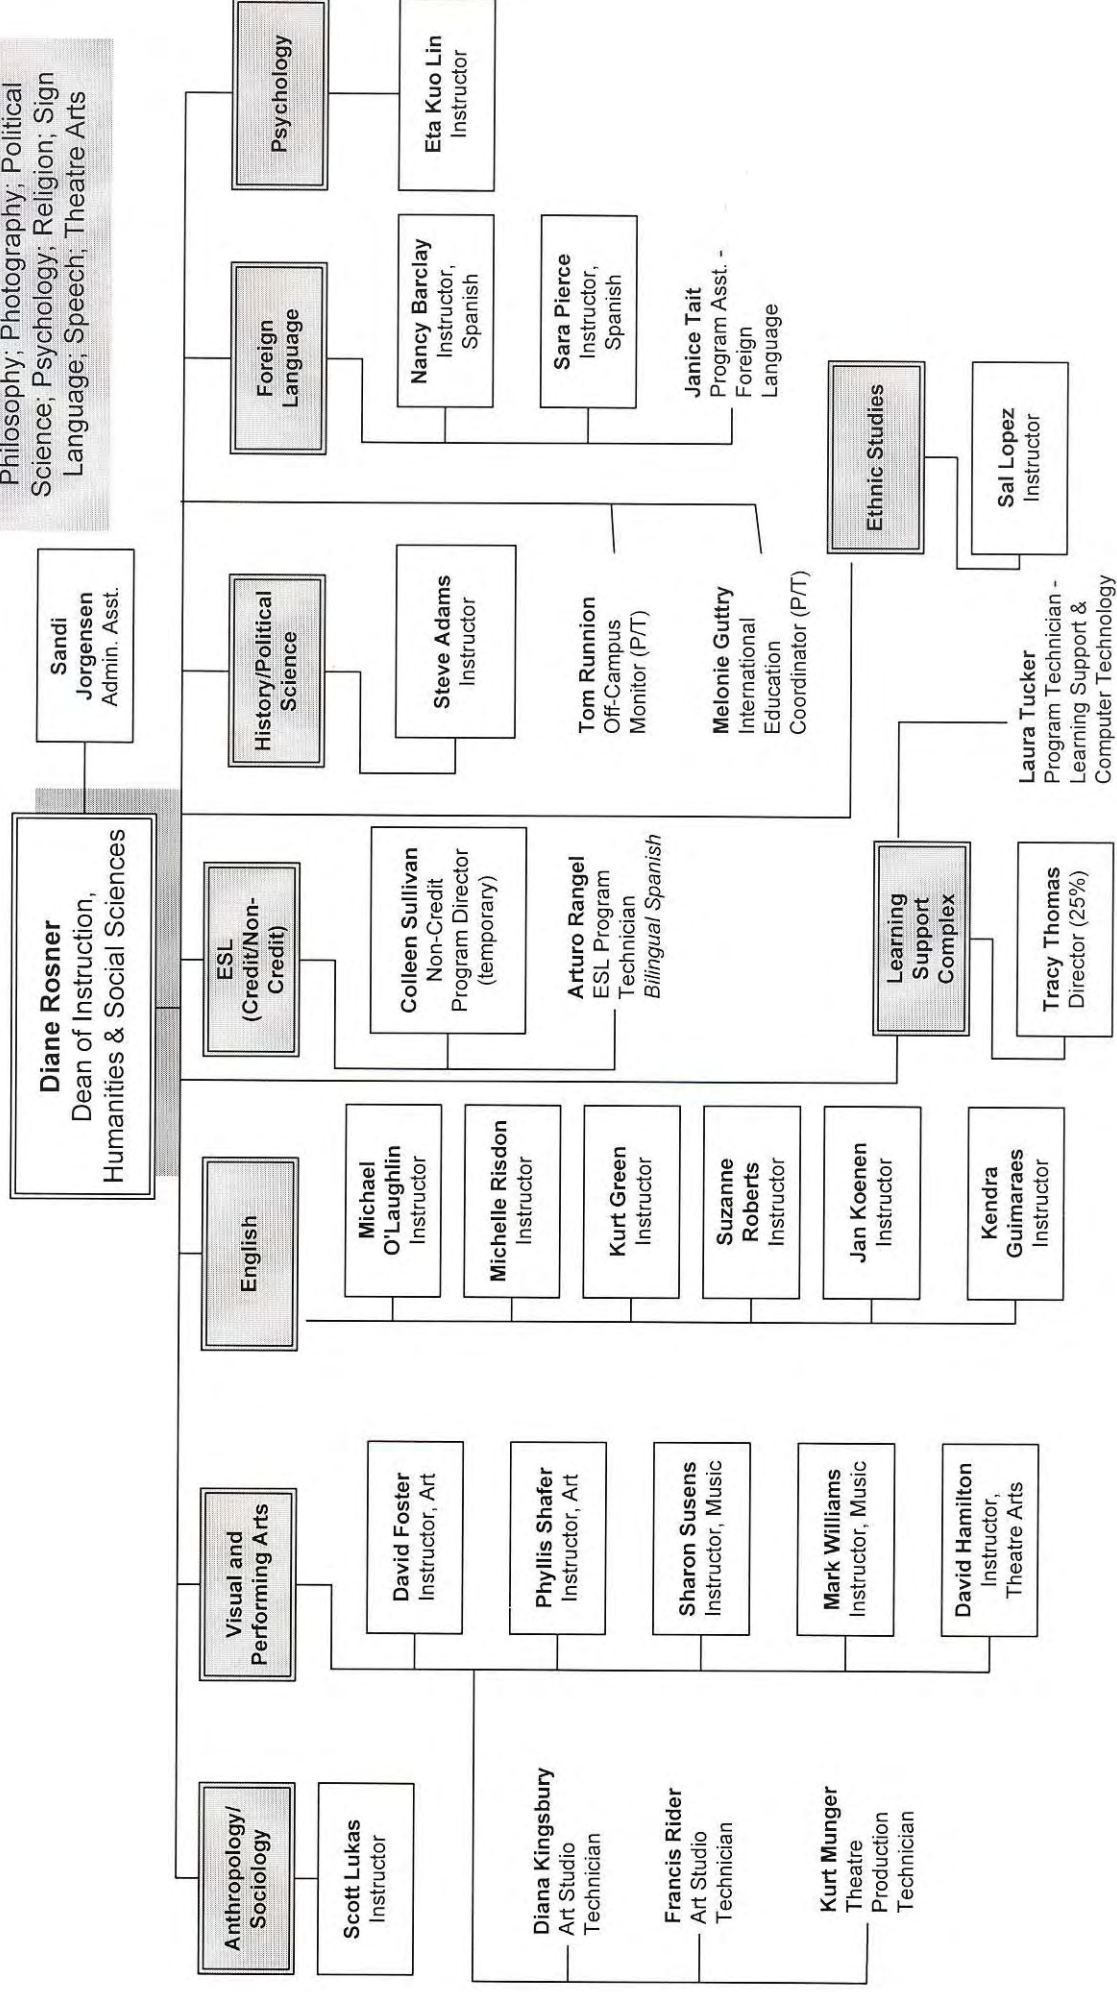 Philosophy; Photography; Political
Science; Psychology; Religion; Sign
Language; Speech; Theatre Arts
Diane Rosner
Dean of Instruction,
Humanities & Social Sciences
Sandi
Jorgensen
Admin. Asst.
Anthropology/
Sociology
Scott Lukas
Instructor
Visual and
Performing Arts
David Foster
Instructor, Art
Phyllis Shafer
Instructor, Art
Sharon Susens
Instructor, Music
Mark Williams
Instructor, Music
David Hamilton
Instructor,
Theatre Arts
Diana Kingsbury
Art Studio
Technician
Francis Rider
Art Studio
Technician
Kurt Munger
Theatre
Production
Technician
English
Michael
O'Laughlin
Instructor
Michelle Risdon
Instructor
Kurt Green
Instructor
Suzanne
Roberts
Instructor
Jan Koenen
Instructor
Kendra
Guimaraes
Instructor
ESL
(Credit/Non-
Credit)
Colleen Sullivan
Non-Credit
Program Director
(temporary)
Arturo Rangel
ESL Program
Technician
Bilingual Spanish
Learning
Support
Complex
Tracy Thomas
Director (25%)
Laura Tucker
Program Technician -
Learning Support &
Computer Technology
History/Political
Science
Steve Adams
Instructor
Tom Runnion
Off-Campus
Monitor (P/T)
Melonie Guttry
International
Education
Coordinator (P/T)
Ethnic Studies
Sal Lopez
Instructor
Foreign
Language
Nancy Barclay
Instructor,
Spanish
Sara Pierce
Instructor,
Spanish
Janice Tait
Program Asst. -
Foreign
Language
Psychology
Eta Kuo Lin
Instructor